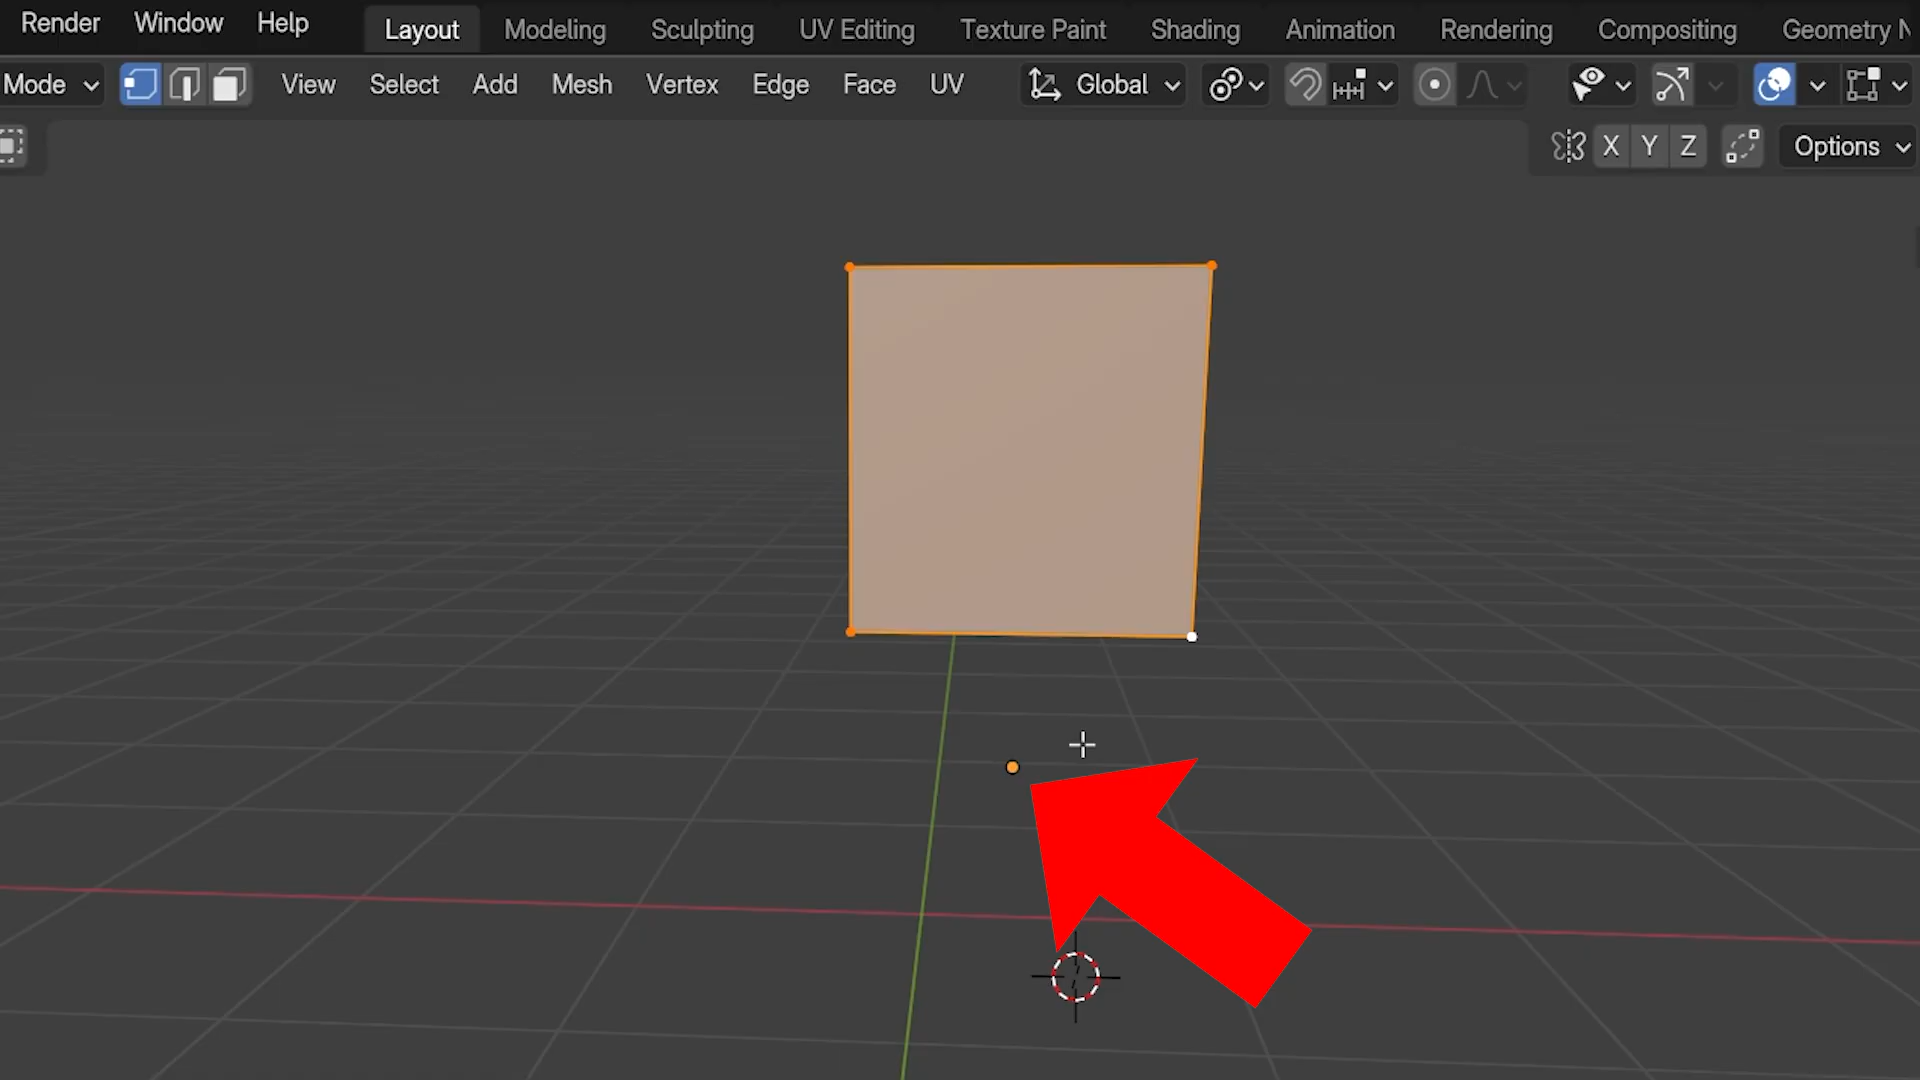 Render Window Help Layout Modeling Sculpting UV Editing Texture Paint Shading Animation Rendering Compositing Geometry N
Mode View Select Add Mesh Vertex Edge Face UV Global
X Y Z Options